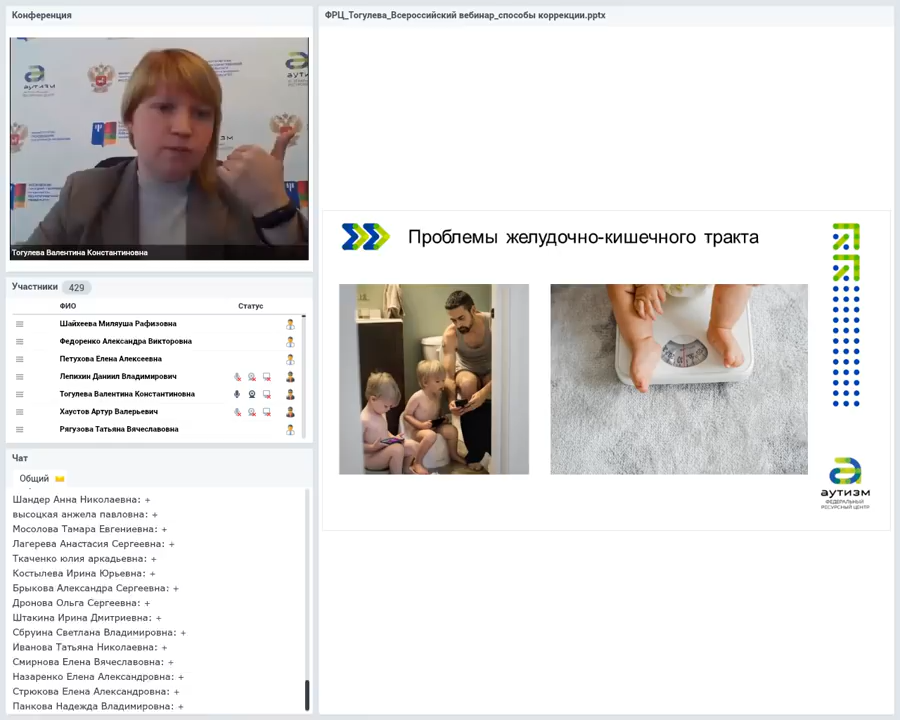 Конференция
Тогулева Валентина Константиновна
Участники 429
ФИО Статус
Шайхеева Миляуша Рафизовна
Федоренко Александра Викторовна
Петухова Елена Алексеевна
Лепихин Даниил Владимирович
Тогулева Валентина Константиновна
Хаустов Артур Валерьевич
Рягузова Татьяна Вячеславовна
Чат
Общий
Шандер Анна Николаевна: +
высоцкая анжела павловна: +
Мосолова Тамара Евгениевна: +
Лагерева Анастасия Сергеевна: +
Ткаченко юлия аркадьевна: +
Костылева Ирина Юрьевна: +
Брыкова Александра Сергеевна: +
Дронова Ольга Сергеевна: +
Штакина Ирина Дмитриевна: +
Сбруина Светлана Владимировна: +
Иванова Татьяна Николаевна: +
Смирнова Елена Вячеславовна: +
Назаренко Елена Александровна: +
Стрюкова Елена Александровна: +
Панкова Надежда Владимировна: +
ФРЦ_Тогулева_Всероссийский вебинар_способы коррекции.pptx
Проблемы желудочно-кишечного тракта
аутизм
ФЕДЕРАЛЬНЫЙ
РЕСУРСНЫЙ ЦЕНТР